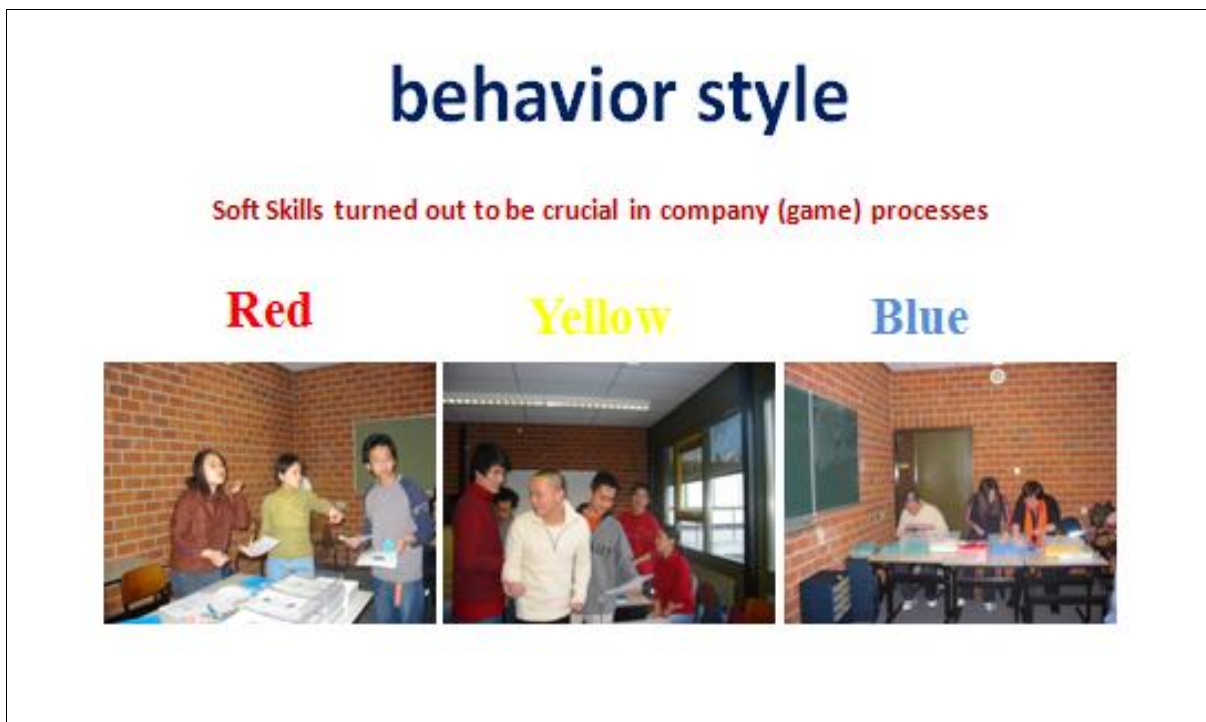 behavior style
Soft Skills turned out to be crucial in company (game) processes
Red Yellow Blue